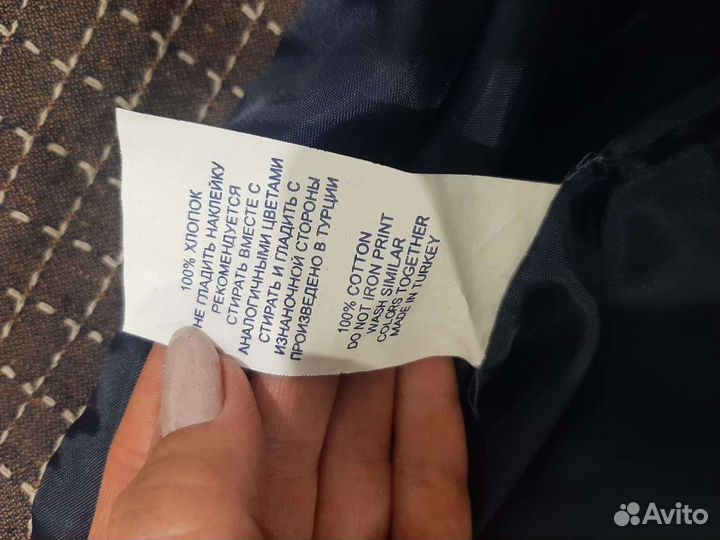 100% ХЛОПОК
НЕ ГЛАДИТЬ НАКЛЕЙКУ
РЕКОМЕНДУЕТСЯ
СТИРАТЬ ВМЕСТЕ С
АНАЛОГИЧНЫМИ ЦВЕТАМИ
СТИРАТЬ И ГЛАДИТЬ С
ИЗНАНОЧНОЙ СТОРОНЫ
ПРОИЗВЕДЕНО В ТУРЦИИ
100% COTTON
DO NOT IRON PRINT
WASH SIMILAR
COLORS TOGETHER
MADE IN TURKEY
Avito